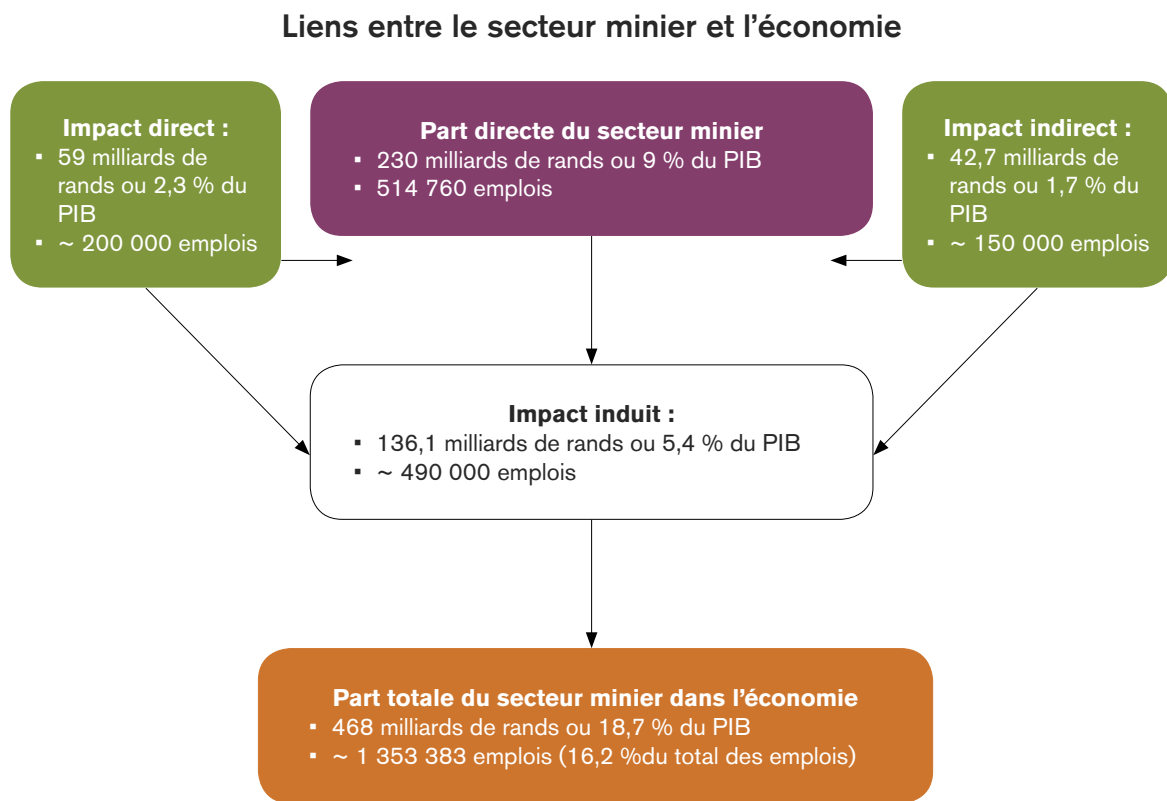 Liens entre le secteur minier et l’économie
Impact direct :
▪ 59 milliards de
rands ou 2,3 % du
PIB
▪ ~ 200 000 emplois
Part directe du secteur minier
▪ 230 milliards de rands ou 9 % du PIB
▪ 514 760 emplois
Impact indirect :
▪ 42,7 milliards de
rands ou 1,7 % du
PIB
▪ ~ 150 000 emplois
Impact induit :
▪ 136,1 milliards de rands ou 5,4 % du PIB
▪ ~ 490 000 emplois
Part totale du secteur minier dans l’économie
▪ 468 milliards de rands ou 18,7 % du PIB
▪ ~ 1 353 383 emplois (16,2 %du total des emplois)